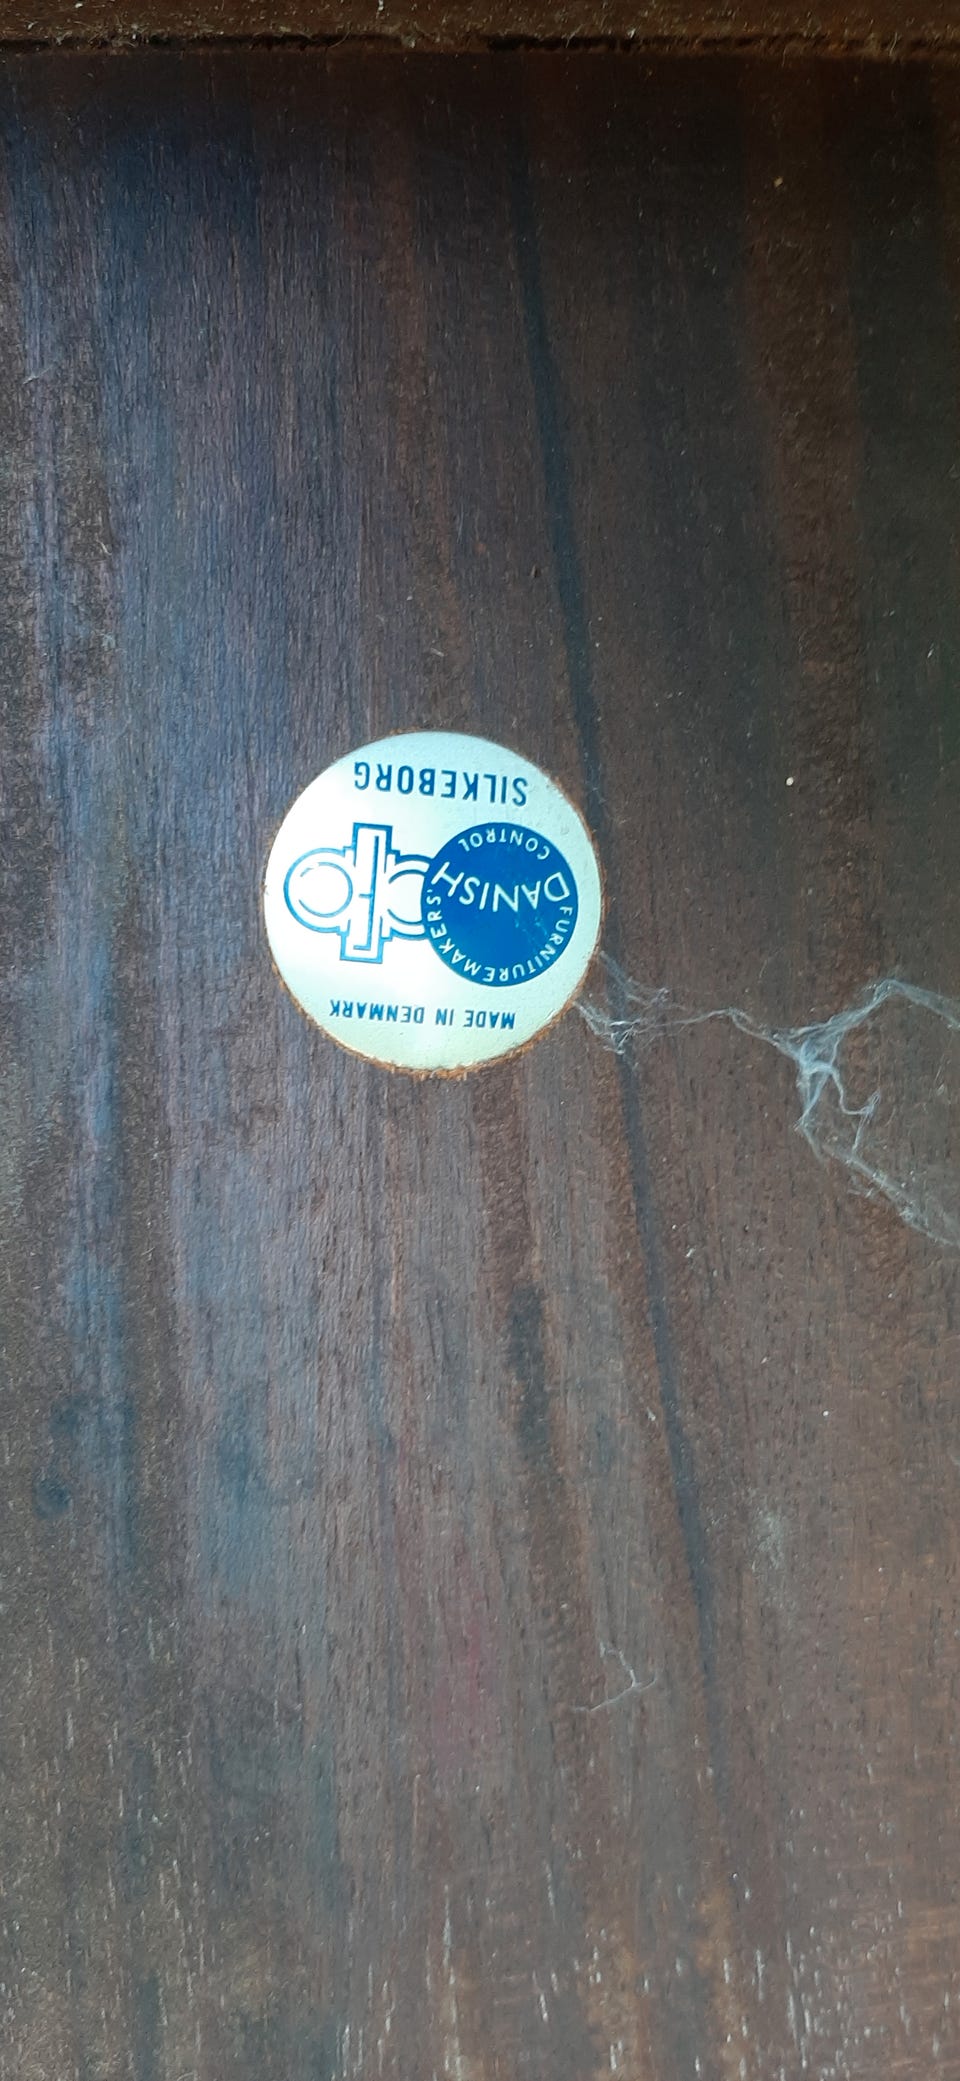 MADE IN DENMARK
FURNITUREMAKERS'
DANISH
CONTROL
SILKEBORG